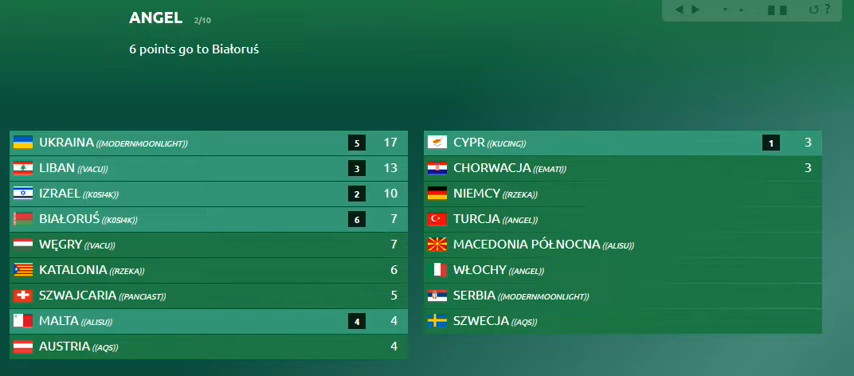 ANGEL 2/10
6 points go to Białoruś
UKRAINA ((MODERNMOONLIGHT)) 5 17
LIBAN ((VACU)) 3 13
IZRAEL ((K0SI4K)) 2 10
BIAŁORUŚ ((K0SI4K)) 6 7
WĘGRY ((VACU)) 7
KATALONIA ((RZEKA)) 6
SZWAJCARIA ((PANCIAST)) 5
MALTA ((ALISU)) 4 4
AUSTRIA ((AQS)) 4
CYPR ((KUCING)) 1 3
CHORWACJA ((EMATI)) 3
NIEMCY ((RZEKA))
TURCJA ((ANGEL))
MACEDONIA PÓŁNOCNA ((ALISU))
WŁOCHY ((ANGEL))
SERBIA ((MODERNMOONLIGHT))
SZWECJA ((AQS))